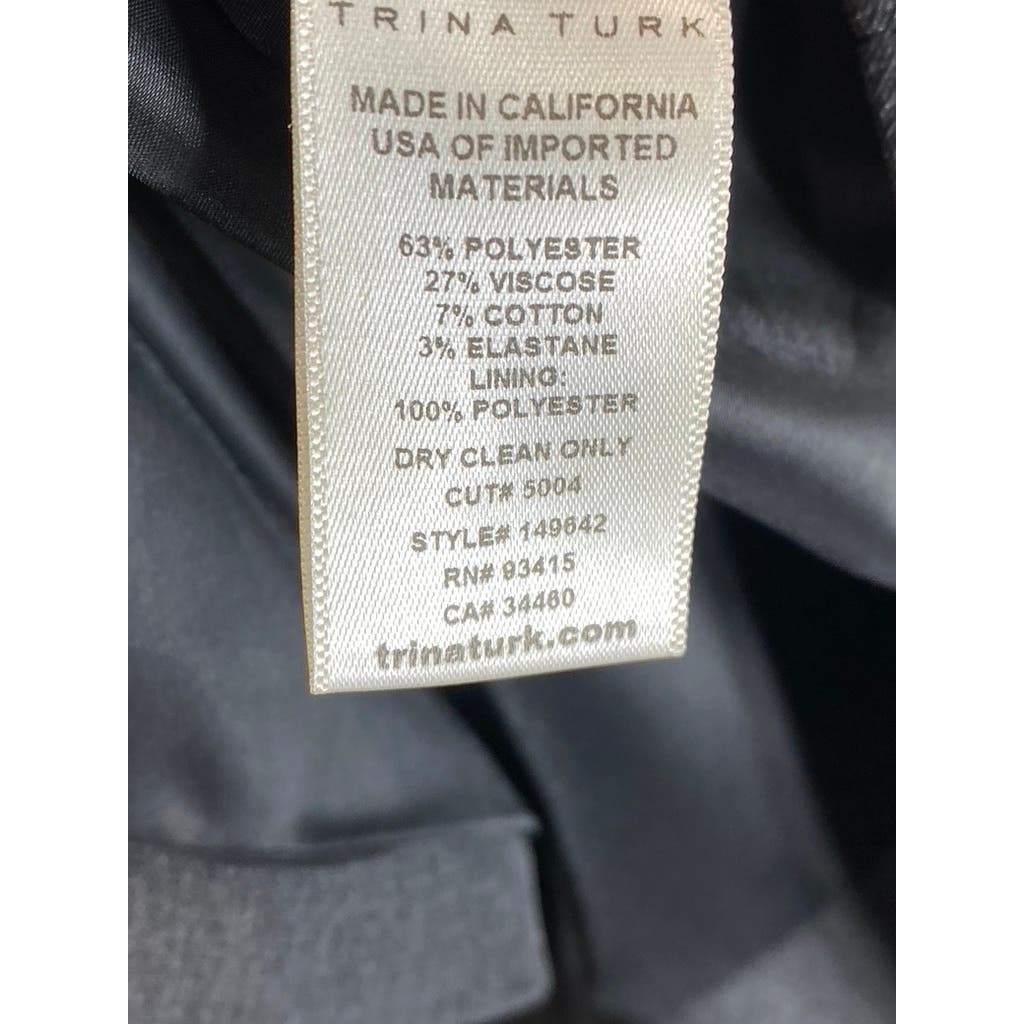 TRINA TURK
MADE IN CALIFORNIA
USA OF IMPORTED
MATERIALS
63% POLYESTER
27% VISCOSE
7% COTTON
3% ELASTANE
LINING:
100% POLYESTER
DRY CLEAN ONLY
CUT# 5004
STYLE# 149642
RN# 93415
CA# 34460
trinaturk.com